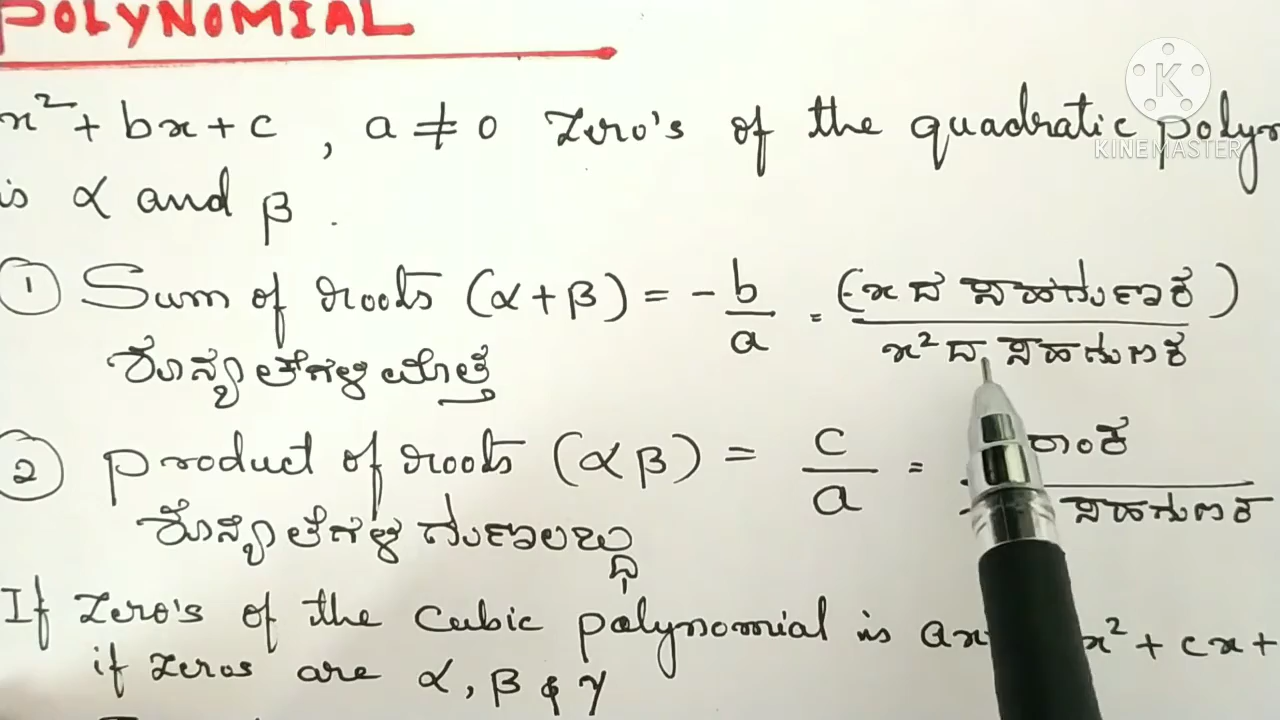 POLYNOMIAL
x² + bx + c , a ≠ 0 Zero's of the quadratic polyn
is α and β .
① Sum of roots (α + β) = - b/a = (-x ದ ಸಹಗುಣಾಕ) / x² ದ ಸಹಗುಣಕ
ಶೂನ್ಯತೆಗಳ ಮೊತ್ತ
② product of roots (αβ) = c/a = ರಾಂಕ / ಸಹಗುಣಕ
ಶೂನ್ಯತೆಗಳ ಗುಣಲಬ್ದ
If Zero's of the Cubic polynomial is ax x² + cx +
if zeros are α, β & γ
K
KINEMASTER